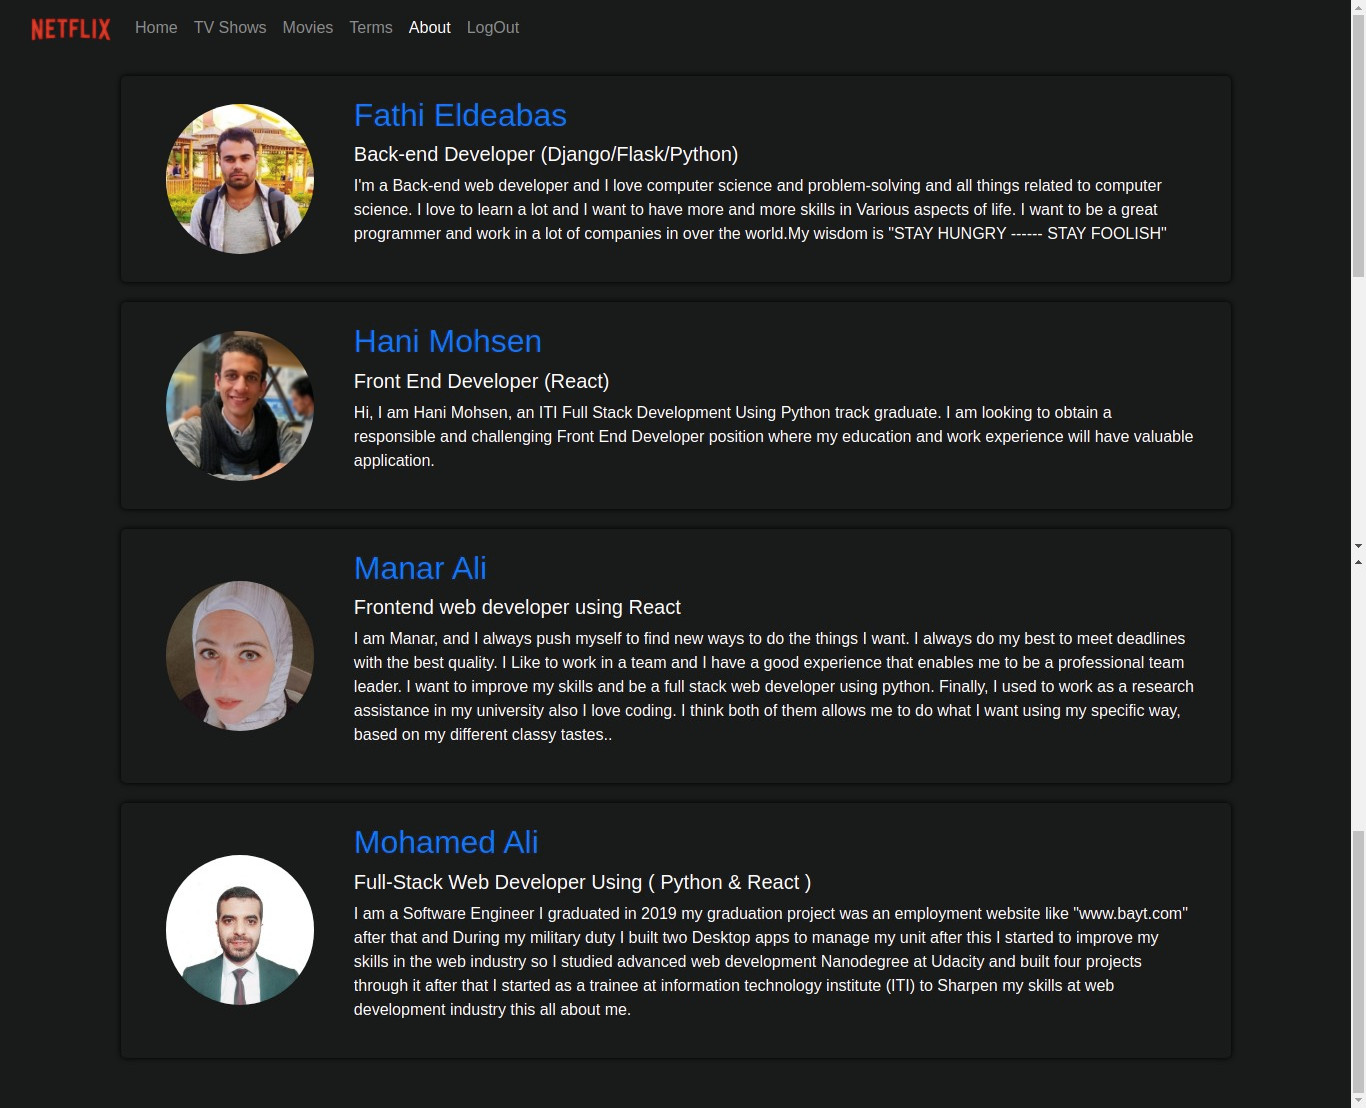 NETFLIX Home TV Shows Movies Terms About LogOut
Fathi Eldeabas
Back-end Developer (Django/Flask/Python)
I'm a Back-end web developer and I love computer science and problem-solving and all things related to computer
science. I love to learn a lot and I want to have more and more skills in Various aspects of life. I want to be a great
programmer and work in a lot of companies in over the world.My wisdom is "STAY HUNGRY ------ STAY FOOLISH"
Hani Mohsen
Front End Developer (React)
Hi, I am Hani Mohsen, an ITI Full Stack Development Using Python track graduate. I am looking to obtain a
responsible and challenging Front End Developer position where my education and work experience will have valuable
application.
Manar Ali
Frontend web developer using React
I am Manar, and I always push myself to find new ways to do the things I want. I always do my best to meet deadlines
with the best quality. I Like to work in a team and I have a good experience that enables me to be a professional team
leader. I want to improve my skills and be a full stack web developer using python. Finally, I used to work as a research
assistance in my university also I love coding. I think both of them allows me to do what I want using my specific way,
based on my different classy tastes..
Mohamed Ali
Full-Stack Web Developer Using ( Python & React )
I am a Software Engineer I graduated in 2019 my graduation project was an employment website like "www.bayt.com"
after that and During my military duty I built two Desktop apps to manage my unit after this I started to improve my
skills in the web industry so I studied advanced web development Nanodegree at Udacity and built four projects
through it after that I started as a trainee at information technology institute (ITI) to Sharpen my skills at web
development industry this all about me.